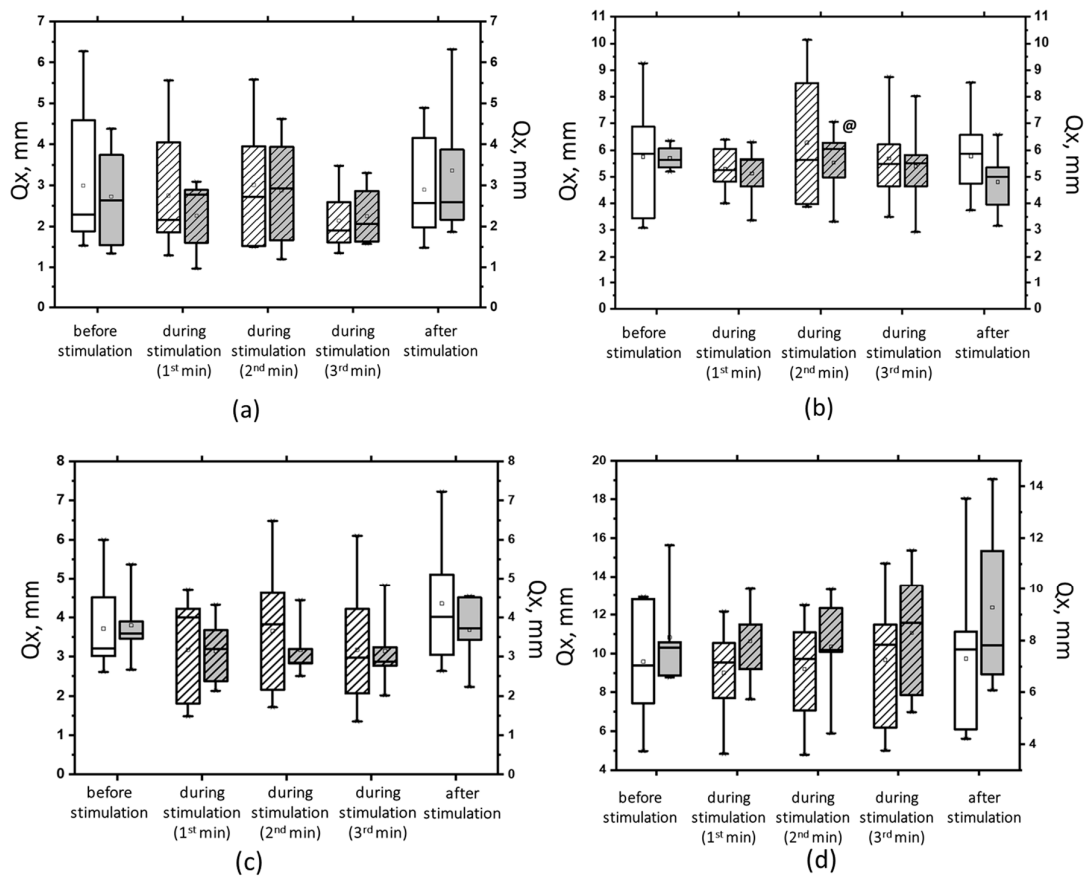 7
6
5
4
3
2
1
0
Qx, mm
7
6
5
4
3
2
1
0
Qx, mm
before
stimulation
during
stimulation
(1st min)
during
stimulation
(2nd min)
during
stimulation
(3rd min)
after
stimulation
(a)
11
10
9
8
7
6
5
4
3
2
1
0
Qx, mm
@
11
10
9
8
7
6
5
4
3
2
1
0
Qx, mm
before
stimulation
during
stimulation
(1st min)
during
stimulation
(2nd min)
during
stimulation
(3rd min)
after
stimulation
(b)
8
7
6
5
4
3
2
1
0
Qx, mm
8
7
6
5
4
3
2
1
0
Qx, mm
before
stimulation
during
stimulation
(1st min)
during
stimulation
(2nd min)
during
stimulation
(3rd min)
after
stimulation
(c)
20
18
16
14
12
10
8
6
4
Qx, mm
14
12
10
8
6
4
Qx, mm
before
stimulation
during
stimulation
(1st min)
during
stimulation
(2nd min)
during
stimulation
(3rd min)
after
stimulation
(d)